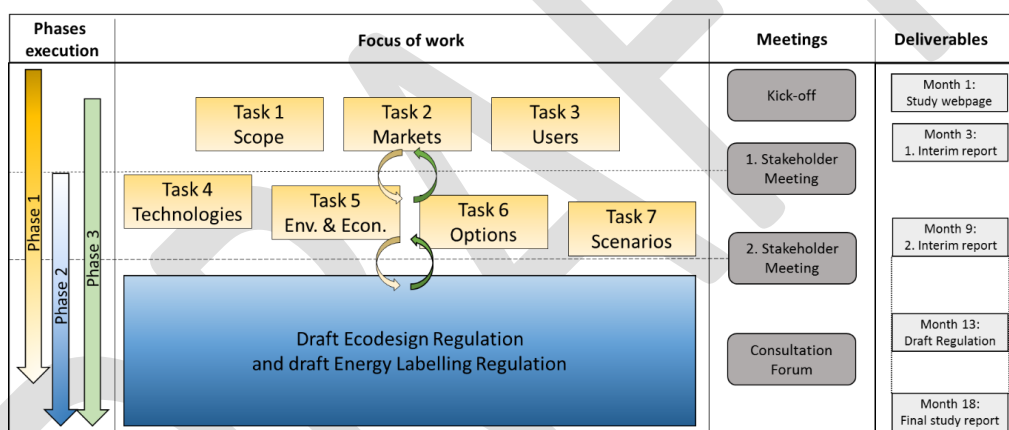 Phases
execution
Focus of work
Meetings
Deliverables
Phase 1
Phase 2
Phase 3
Task 1
Scope
Task 2
Markets
Task 3
Users
Task 4
Technologies
Task 5
Env. & Econ.
Task 6
Options
Task 7
Scenarios
Draft Ecodesign Regulation
and draft Energy Labelling Regulation
Kick-off
1. Stakeholder
Meeting
2. Stakeholder
Meeting
Consultation
Forum
Month 1:
Study webpage
Month 3:
1. Interim report
Month 9:
2. Interim report
Month 13:
Draft Regulation
Month 18:
Final study report